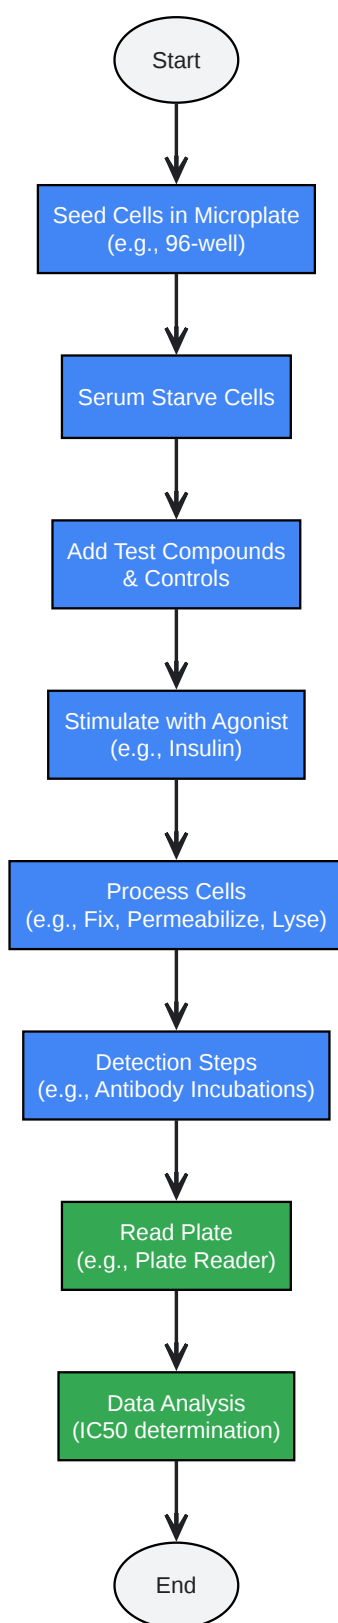 Start
Seed Cells in Microplate
(e.g., 96-well)
Serum Starve Cells
Add Test Compounds
& Controls
Stimulate with Agonist
(e.g., Insulin)
Process Cells
(e.g., Fix, Permeabilize, Lyse)
Detection Steps
(e.g., Antibody Incubations)
Read Plate
(e.g., Plate Reader)
Data Analysis
(IC50 determination)
End